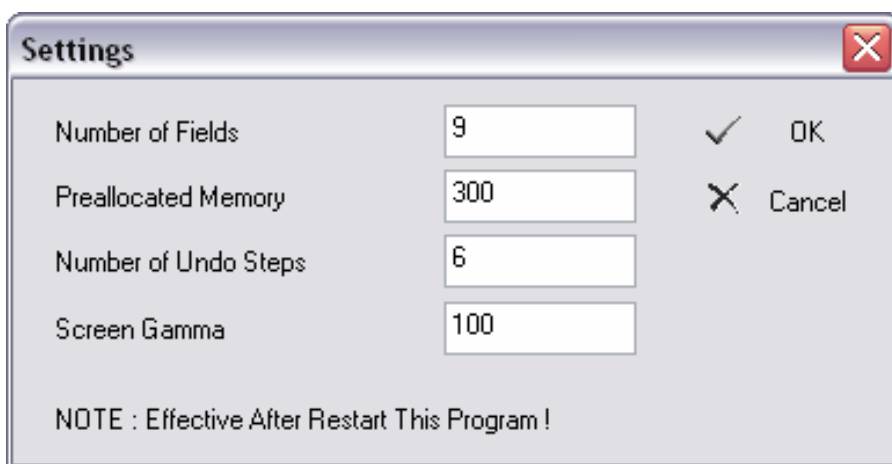 Settings
Number of Fields 9 OK
Preallocated Memory 300 Cancel
Number of Undo Steps 6
Screen Gamma 100
NOTE : Effective After Restart This Program !